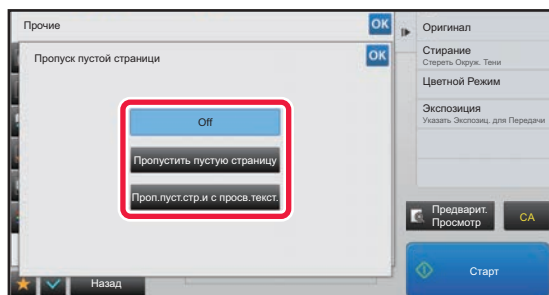 Прочие
OK
Пропуск пустой страници
OK
Off
Пропустить пустую страницу
Проп.пуст.стр.и с просв.текст.
Назад
Оригинал
Стирание
Стереть Окруж. Тени
Цветной Режим
Экспозиция
Указать Экспозиц. для Передачи
Предварит.
Просмотр
CA
Старт